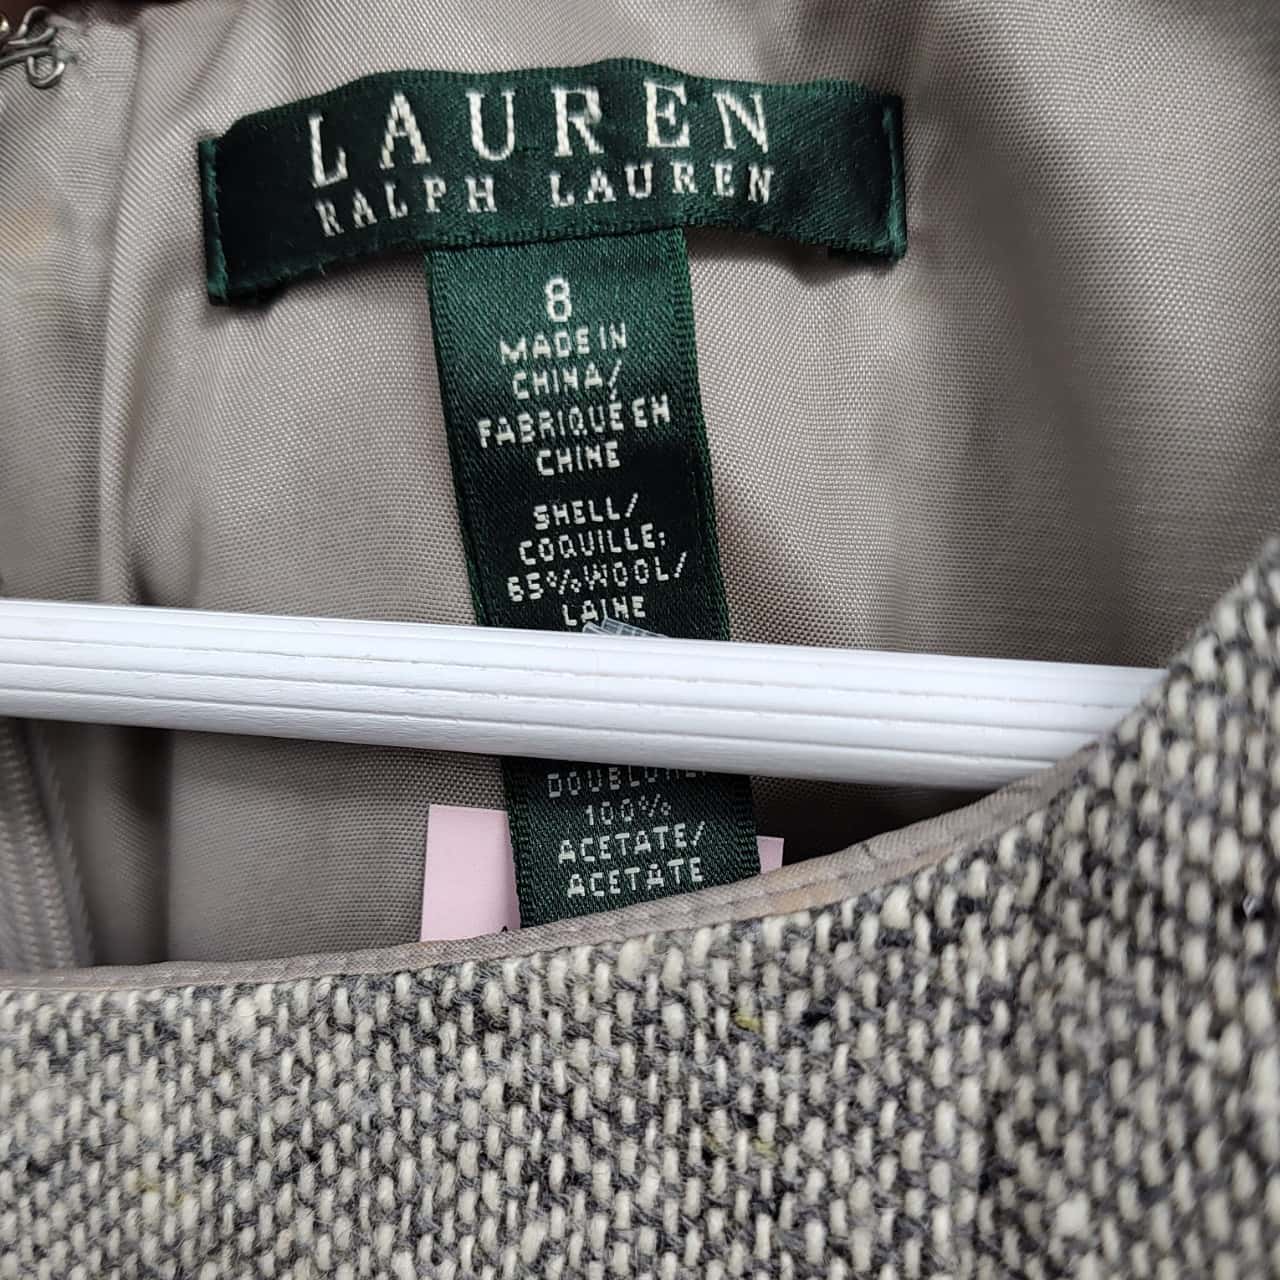 LAUREN
RALPH LAUREN
8
MADE IN
CHINA/
FABRIQUÉ EN
CHINE
SHELL/
COQUILLE:
65% WOOL/
LAINE
100%
ACETATE/
ACETATE